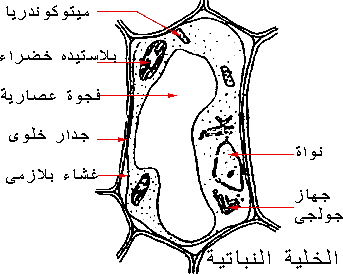 ميتوكوندريا
بلاستيده خضراء
فجوة عصارية
جدار خلوى
غشاء بلازمى
نواة
جهاز
جولجى
الخلية النباتية